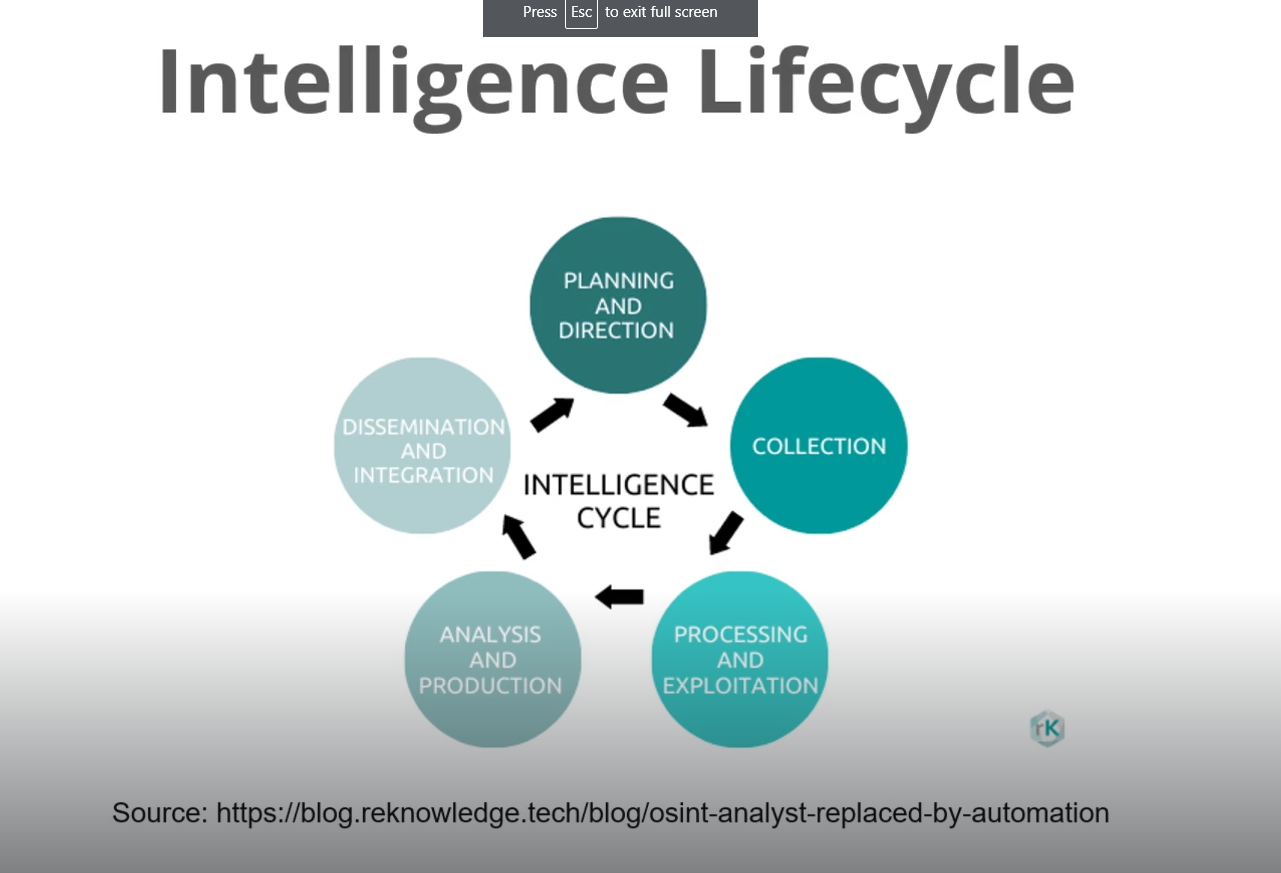 Press Esc to exit full screen
Intelligence Lifecycle
PLANNING
AND
DIRECTION
COLLECTION
PROCESSING
AND
EXPLOITATION
ANALYSIS
AND
PRODUCTION
DISSEMINATION
AND
INTEGRATION
INTELLIGENCE
CYCLE
rK
Source: https://blog.reknowledge.tech/blog/osint-analyst-replaced-by-automation